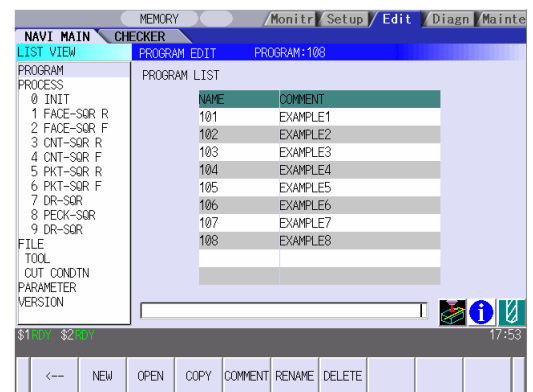 MEMORY Monitr Setup Edit Diagn Mainte
NAVI MAIN CHECKER
LIST VIEW PROGRAM EDIT PROGRAM:108
PROGRAM
PROCESS
0 INIT
1 FACE-SQR R
2 FACE-SQR F
3 CNT-SQR R
4 CNT-SQR F
5 PKT-SQR R
6 PKT-SQR F
7 DR-SQR
8 PECK-SQR
9 DR-SQR
FILE
TOOL
CUT CONDTN
PARAMETER
VERSION
PROGRAM LIST
NAME COMMENT
101 EXAMPLE1
102 EXAMPLE2
103 EXAMPLE3
104 EXAMPLE4
105 EXAMPLE5
106 EXAMPLE6
107 EXAMPLE7
108 EXAMPLE8
$1RDY $2RDY 17:53
<-- NEW OPEN COPY COMMENT RENAME DELETE